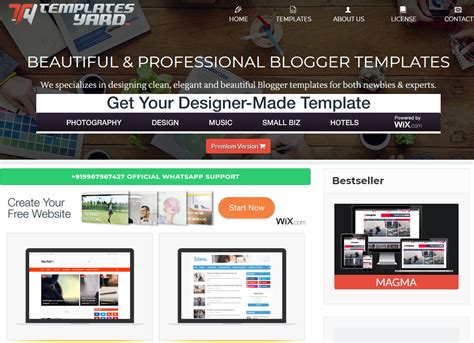 TEMPLATES
YARD
HOME
TEMPLATES
ABOUT US
LICENSE
CONTACT
BEAUTIFUL & PROFESSIONAL BLOGGER TEMPLATES
We specializes in designing clean, elegant and beautiful Blogger templates for both newbies & experts.
Get Your Designer-Made Template
PHOTOGRAPHY DESIGN MUSIC SMALL BIZ HOTELS
Powered by
WiX.com
Premium Version
+919967967427 OFFICIAL WHATSAPP SUPPORT
Create Your
Free Website
Start Now
WiX.com
Bestseller
MAGMA